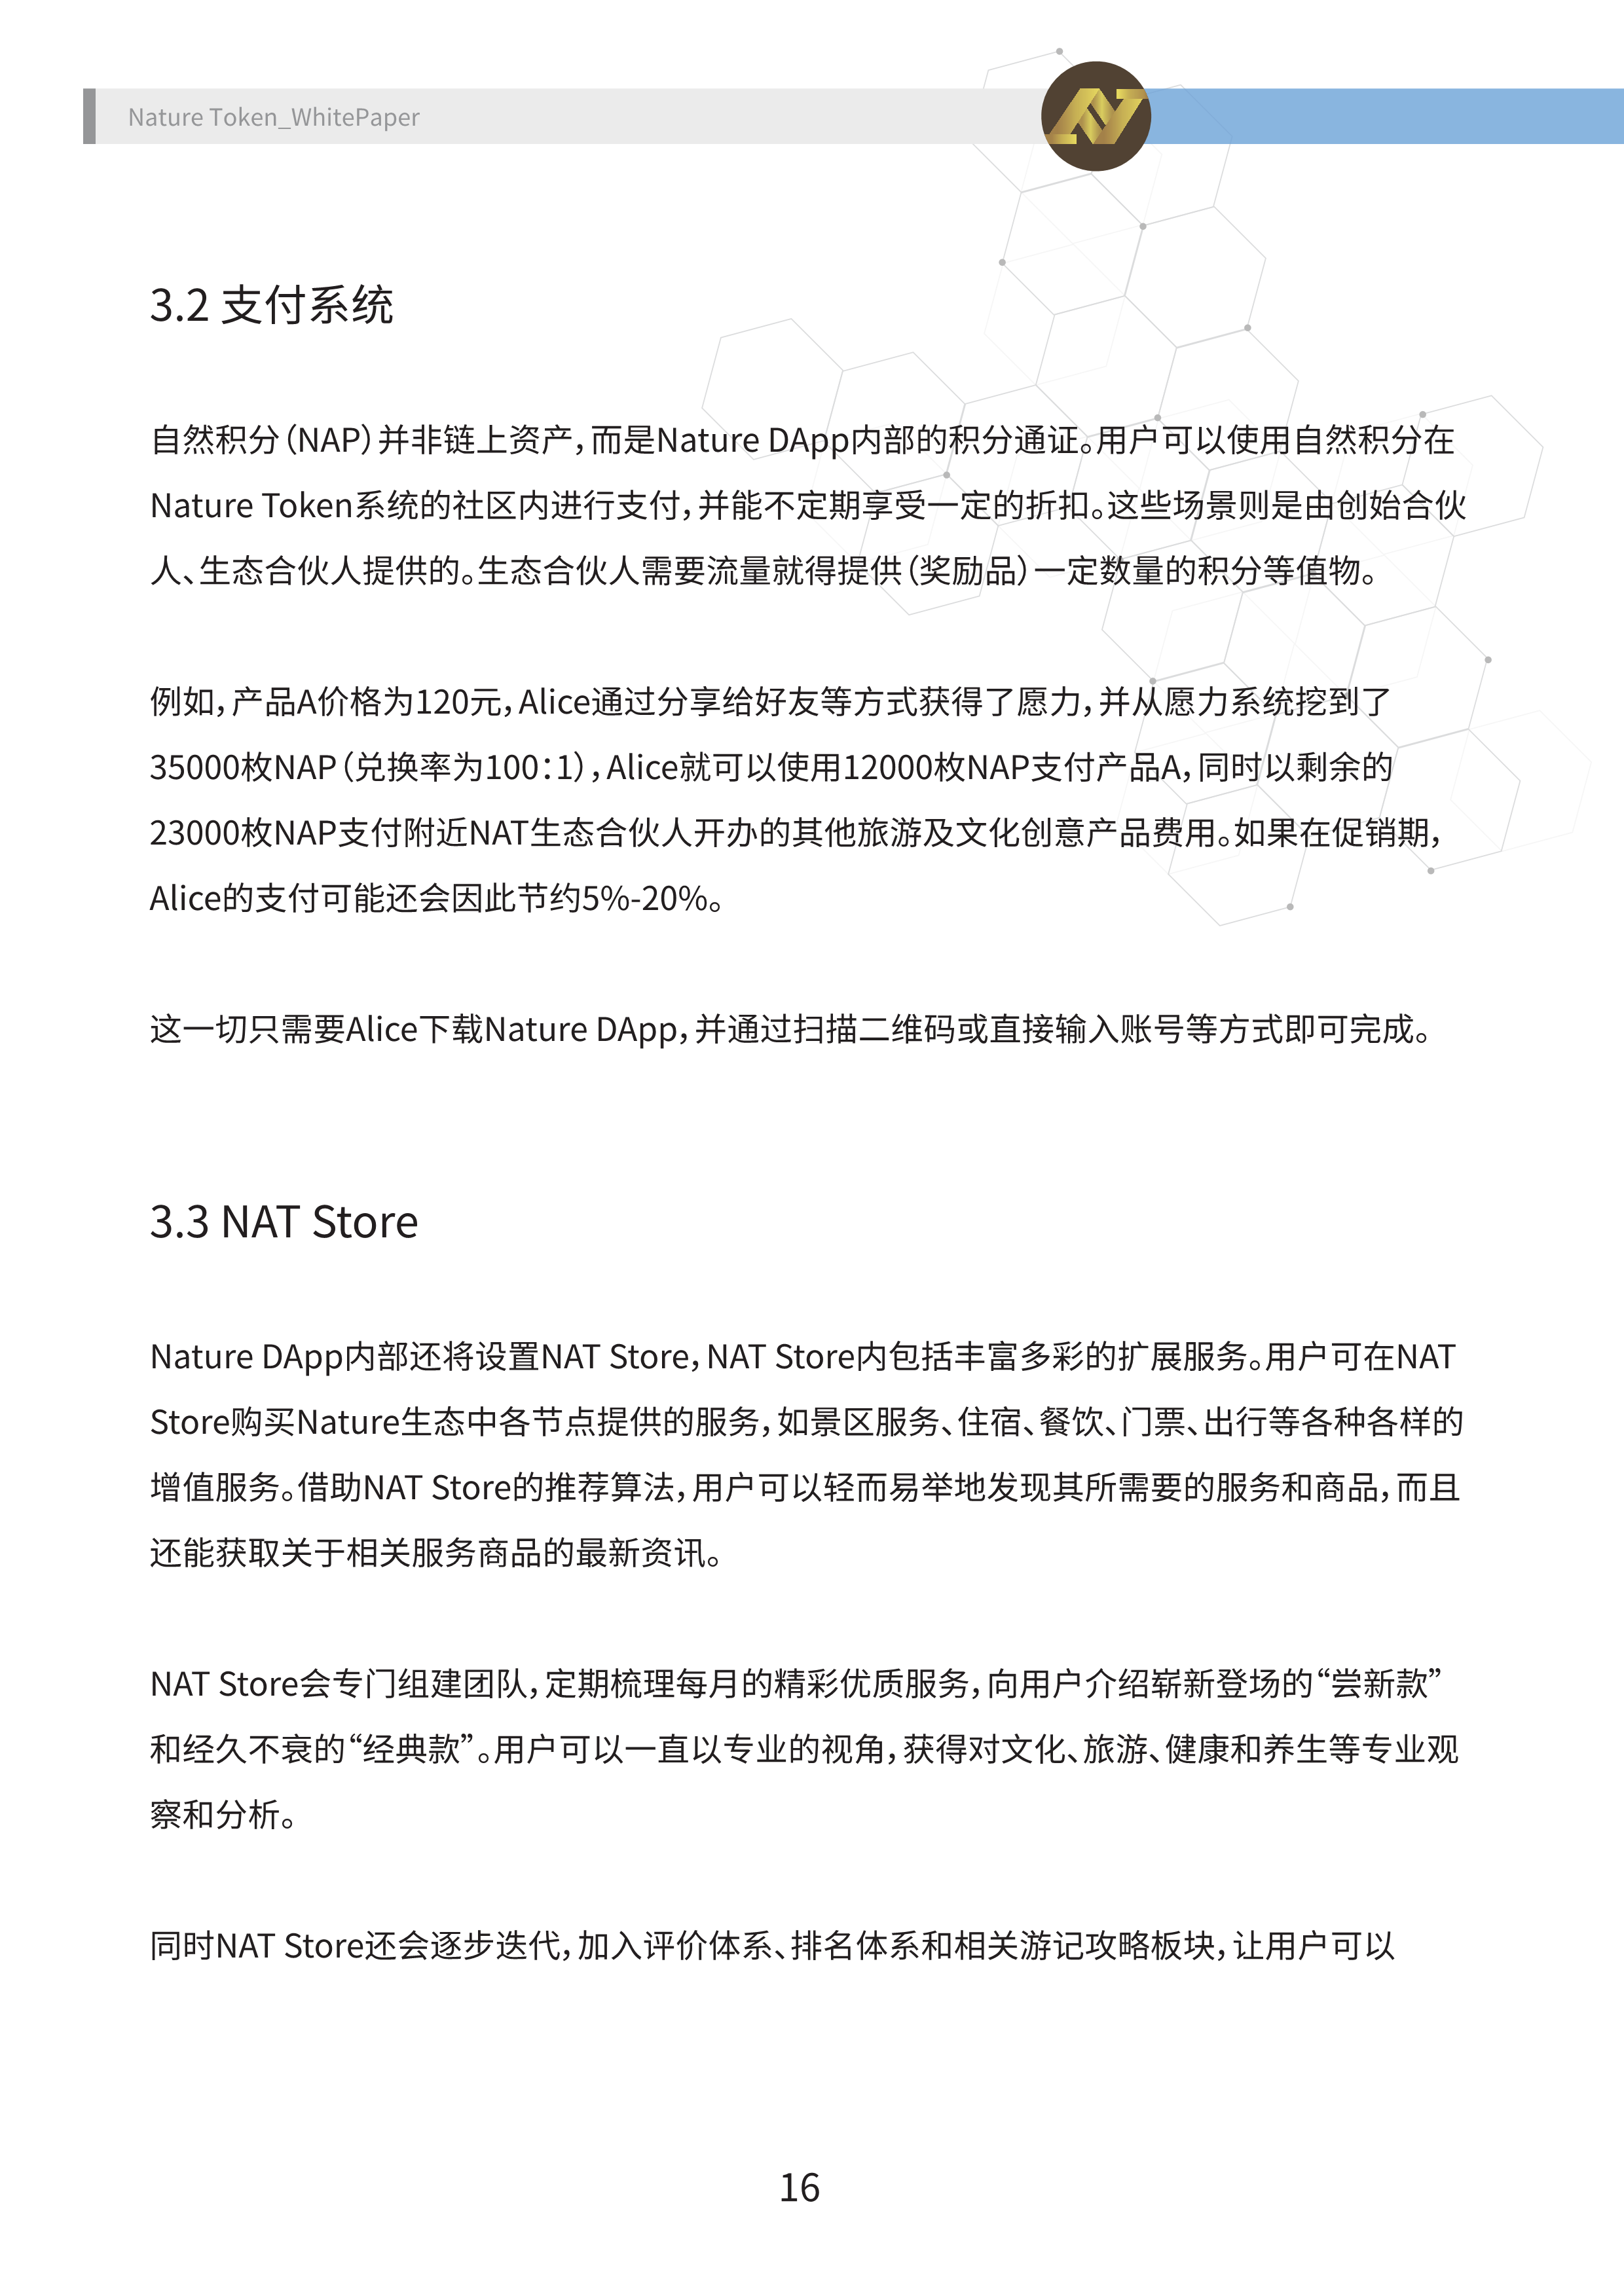 Nature Token_WhitePaper
3.2 支付系统
自然积分（NAP）并非链上资产，而是Nature DApp内部的积分通证。用户可以使用自然积分在
Nature Token系统的社区内进行支付，并能不定期享受一定的折扣。这些场景则是由创始合伙
人、生态合伙人提供的。生态合伙人需要流量就得提供（奖励品）一定数量的积分等值物。
例如，产品A价格为120元，Alice通过分享给好友等方式获得了愿力，并从愿力系统挖到了
35000枚NAP（兑换率为100：1），Alice就可以使用12000枚NAP支付产品A，同时以剩余的
23000枚NAP支付附近NAT生态合伙人开办的其他旅游及文化创意产品费用。如果在促销期，
Alice的支付可能还会因此节约5%-20%。
这一切只需要Alice下载Nature DApp，并通过扫描二维码或直接输入账号等方式即可完成。
3.3 NAT Store
Nature DApp内部还将设置NAT Store，NAT Store内包括丰富多彩的扩展服务。用户可在NAT
Store购买Nature生态中各节点提供的服务，如景区服务、住宿、餐饮、门票、出行等各种各样的
增值服务。借助NAT Store的推荐算法，用户可以轻而易举地发现其所需要的服务和商品，而且
还能获取关于相关服务商品的最新资讯。
NAT Store会专门组建团队，定期梳理每月的精彩优质服务，向用户介绍崭新登场的“尝新款”
和经久不衰的“经典款”。用户可以一直以专业的视角，获得对文化、旅游、健康和养生等专业观
察和分析。
同时NAT Store还会逐步迭代，加入评价体系、排名体系和相关游记攻略板块，让用户可以
16